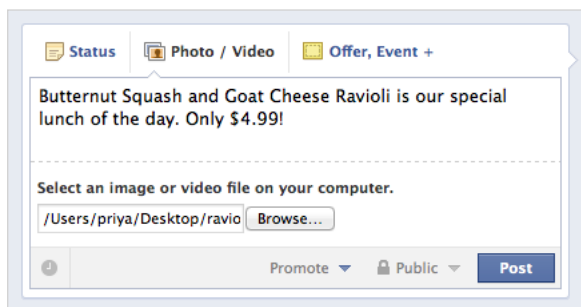 Status Photo / Video Offer, Event +
Butternut Squash and Goat Cheese Ravioli is our special
lunch of the day. Only $4.99!
Select an image or video file on your computer.
/Users/priya/Desktop/ravio Browse...
Promote Public Post